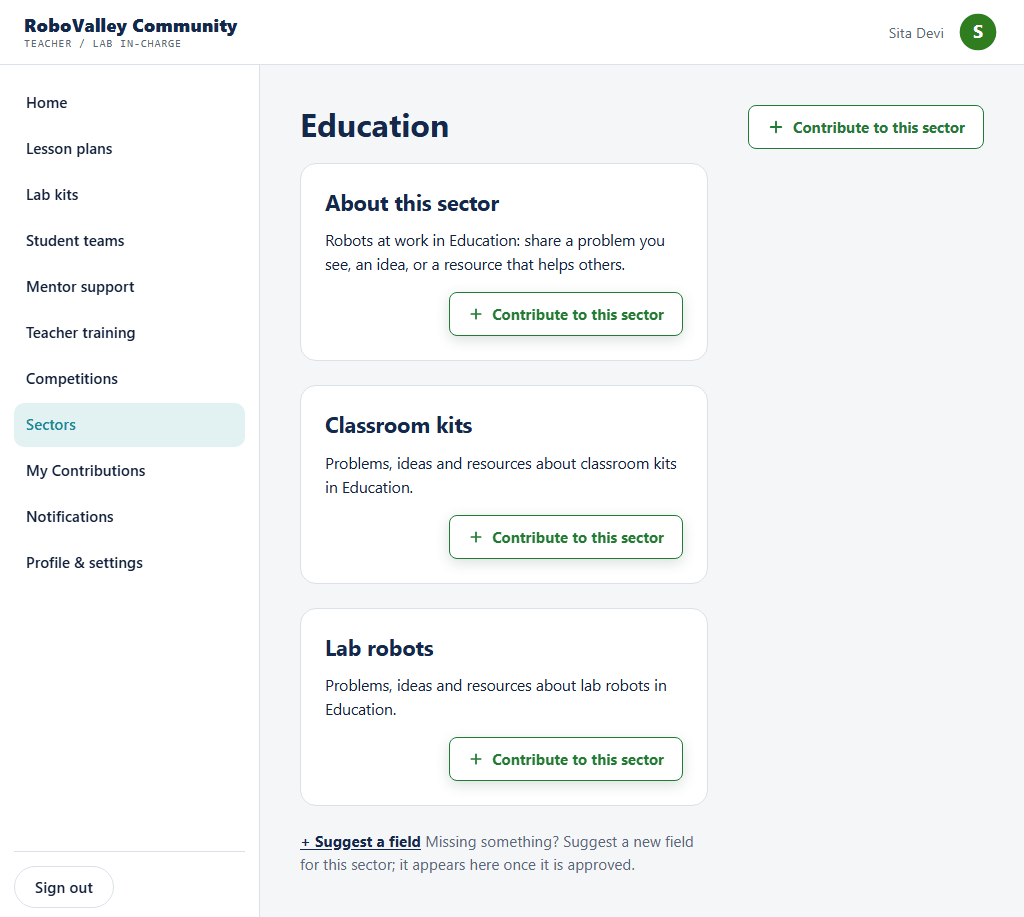 RoboValley Community
TEACHER / LAB IN-CHARGE
Sita Devi
S
Home
Lesson plans
Lab kits
Student teams
Mentor support
Teacher training
Competitions
Sectors
My Contributions
Notifications
Profile & settings
Sign out
Education
+ Contribute to this sector
About this sector
Robots at work in Education: share a problem you
see, an idea, or a resource that helps others.
+ Contribute to this sector
Classroom kits
Problems, ideas and resources about classroom kits
in Education.
+ Contribute to this sector
Lab robots
Problems, ideas and resources about lab robots in
Education.
+ Contribute to this sector
+ Suggest a field Missing something? Suggest a new field
for this sector; it appears here once it is approved.